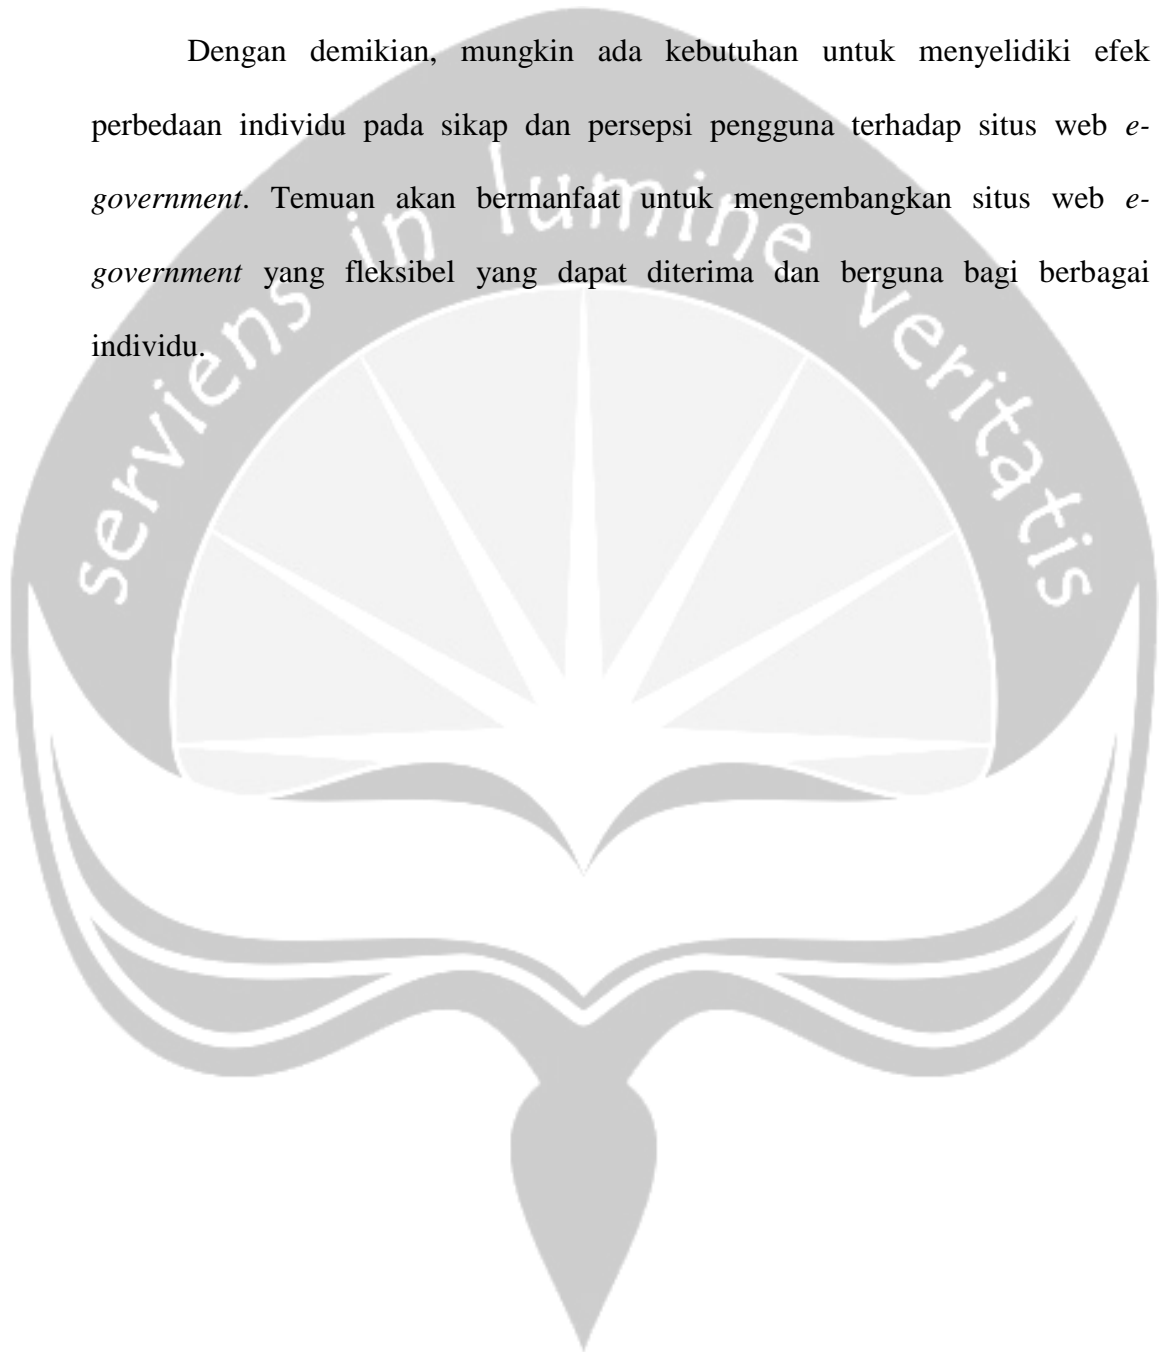 Dengan demikian, mungkin ada kebutuhan untuk menyelidiki efek
perbedaan individu pada sikap dan persepsi pengguna terhadap situs web e-
government. Temuan akan bermanfaat untuk mengembangkan situs web e-
government yang fleksibel yang dapat diterima dan berguna bagi berbagai
individu.
serviens in lumine veritatis